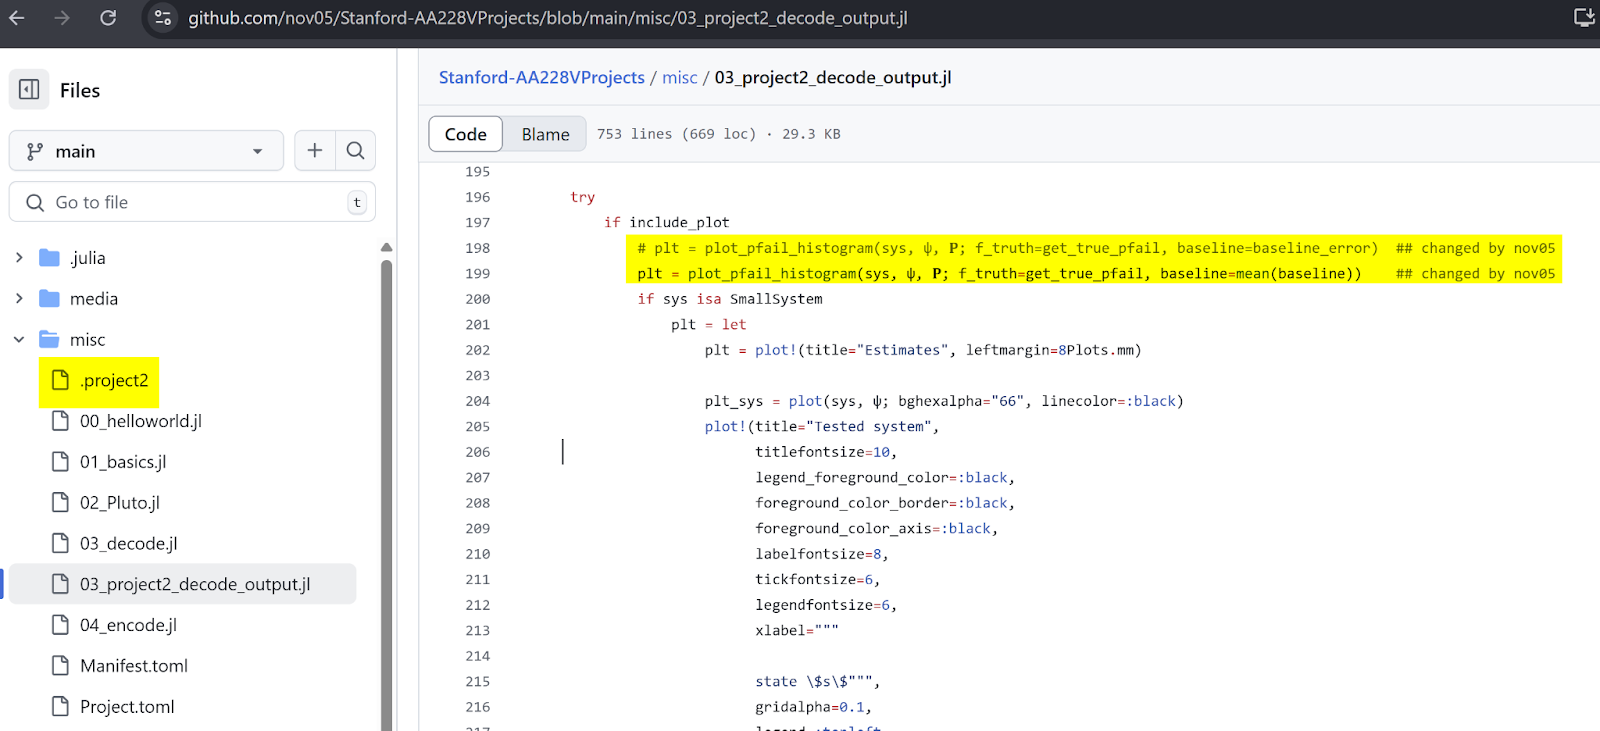 github.com/nov05/Stanford-AA228VProjects/blob/main/misc/03_project2_decode_output.jl
Files
main
Go to file
t
.julia
media
misc
.project2
00_helloworld.jl
01_basics.jl
02_Pluto.jl
03_decode.jl
03_project2_decode_output.jl
04_encode.jl
Manifest.toml
Project.toml
Stanford-AA228VProjects / misc / 03_project2_decode_output.jl
Code Blame 753 lines (669 loc) · 29.3 KB
195
196 try
197 if include_plot
198 # plt = plot_pfail_histogram(sys, ψ, 𝐏; f_truth=get_true_pfail, baseline=baseline_error) ## changed by nov05
199 plt = plot_pfail_histogram(sys, ψ, 𝐏; f_truth=get_true_pfail, baseline=mean(baseline)) ## changed by nov05
200 if sys isa SmallSystem
201 plt = let
202 plt = plot!(title="Estimates", leftmargin=8Plots.mm)
203
204 plt_sys = plot(sys, ψ; bghexalpha="66", linecolor=:black)
205 plot!(title="Tested system",
206 titlefontsize=10,
207 legend_foreground_color=:black,
208 foreground_color_border=:black,
209 foreground_color_axis=:black,
210 labelfontsize=8,
211 tickfontsize=6,
212 legendfontsize=6,
213 xlabel="""
214
215 state \$s\$""",
216 gridalpha=0.1,
217 legend=:topleft